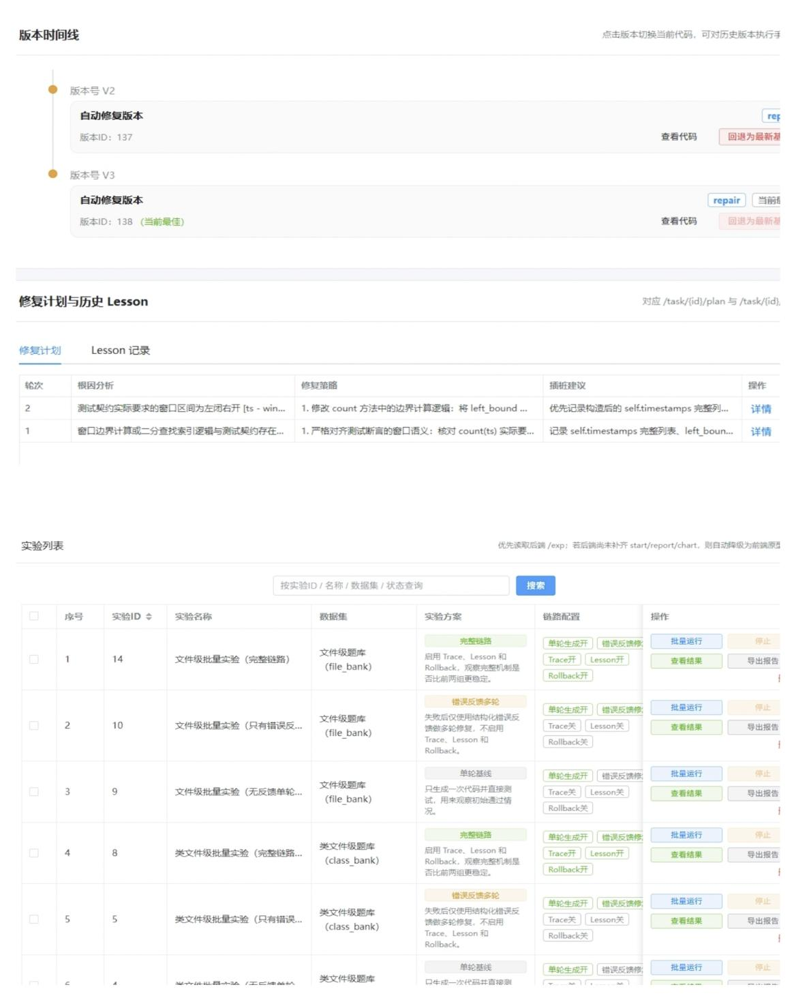 版本时间线
点击版本切换当前代码，可对历史版本执行手
版本号 V2
自动修复版本
rep
版本ID：137
查看代码
回退为最新基
版本号 V3
自动修复版本
repair
当前最
版本ID：138 (当前最佳)
查看代码
回退为最新基
修复计划与历史 Lesson
对应 /task/{id}/plan 与 /task/{id}
修复计划 Lesson 记录
轮次 根因分析 修复策略 插桩建议 操作
2 测试契约实际要求的窗口区间为左闭右开 [ts - win... 1. 修改 count 方法中的边界计算逻辑：将 left_bound ... 优先记录构造后的 self.timestamps 完整列... 详情
1 窗口边界计算或二分查找索引逻辑与测试契约存在... 1. 严格对齐测试断言的窗口语义：核对 count(ts) 实际要... 记录 self.timestamps 完整列表、left_boun... 详情
实验列表
优先读取后端 /exp；若后端尚未补齐 start/report/chart，则自动降级为前端原型
按实验ID / 名称 / 数据集 / 状态查询
搜索
序号 实验ID 实验名称 数据集 实验方案 链路配置 操作
1 14 文件级批量实验（完整链路）
文件级题库
（file_bank）
完整链路
启用 Trace、Lesson 和
Rollback，观察完整机制是
否比前两组更稳定。
单轮生成开 错误反馈修
Trace开 Lesson开
Rollback开
批量运行 停止
查看结果 导出报告
2 10 文件级批量实验（只有错误反...
文件级题库
（file_bank）
错误反馈多轮
失败后仅使用结构化错误反
馈做多轮修复，不启用
Trace、Lesson 和
Rollback。
单轮生成开 错误反馈修
Trace关 Lesson关
Rollback关
批量运行 停止
查看结果 导出报告
3 9 文件级批量实验（无反馈单轮...
文件级题库
（file_bank）
单轮基线
只生成一次代码并直接测
试，用来观察初始通过情
况。
单轮生成开 错误反馈修
Trace关 Lesson关
Rollback关
批量运行 停止
查看结果 导出报告
4 8 类文件级批量实验（完整链路...
类文件级题库
（class_bank）
完整链路
启用 Trace、Lesson 和
Rollback，观察完整机制是
否比前两组更稳定。
单轮生成开 错误反馈修
Trace开 Lesson开
Rollback开
批量运行 停止
查看结果 导出报告
5 5 类文件级批量实验（只有错误...
类文件级题库
（class_bank）
错误反馈多轮
失败后仅使用结构化错误反
馈做多轮修复，不启用
Trace、Lesson 和
Rollback。
单轮生成开 错误反馈修
Trace关 Lesson关
Rollback关
批量运行 停止
查看结果 导出报告
类文件级题库
单轮基线
只生成一次代码并直接测
单轮生成开 错误反馈修
批量运行 停止